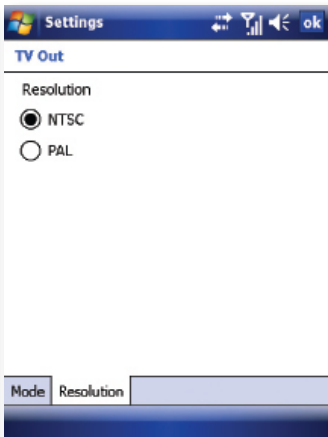 Settings ok
TV Out
Resolution
NTSC
PAL
Mode Resolution